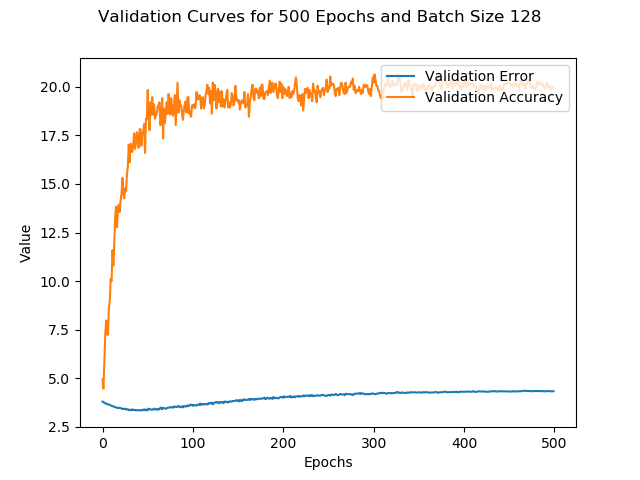 Validation Curves for 500 Epochs and Batch Size 128
Validation Error
Validation Accuracy
20.0
17.5
15.0
12.5
10.0
7.5
5.0
2.5
Value
0
100
200
300
400
500
Epochs